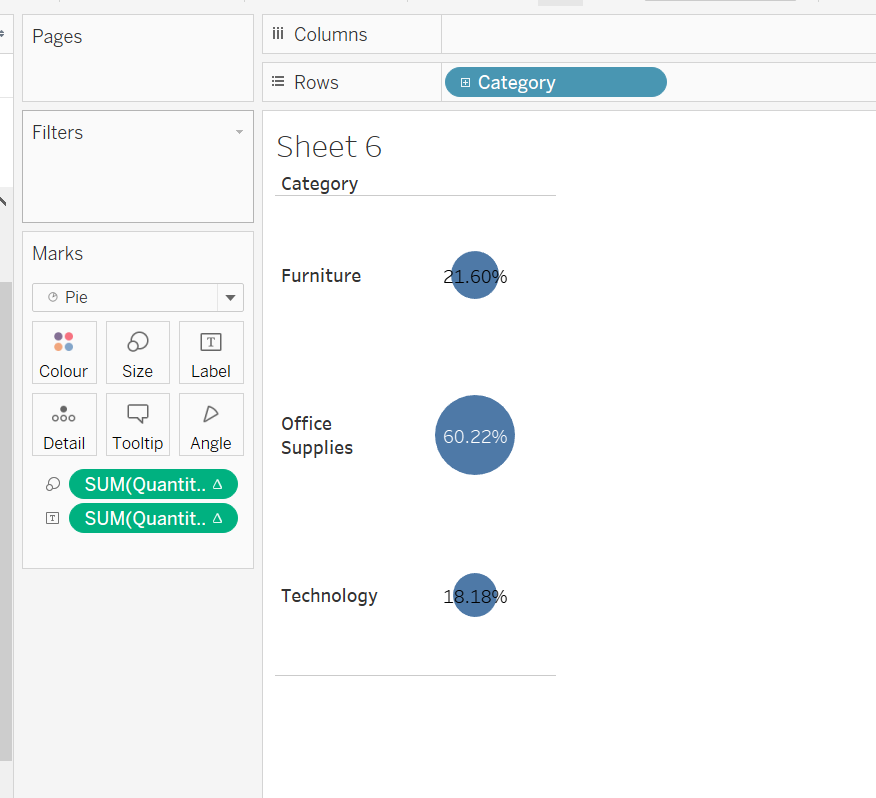 Pages
Columns
Rows
Category
Filters
Sheet 6
Category
Marks
Pie
Colour
Size
Label
Detail
Tooltip
Angle
SUM(Quantit..
SUM(Quantit..
Furniture
21.60%
Office
Supplies
60.22%
Technology
18.18%